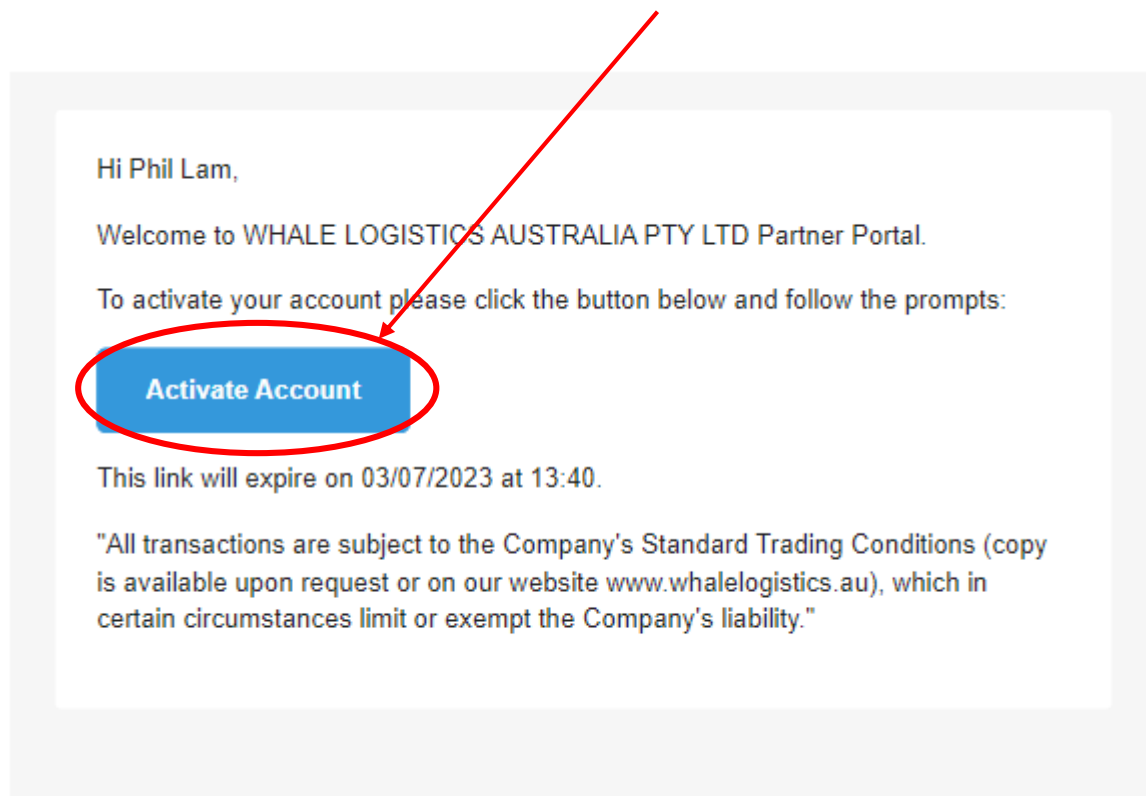 Hi Phil Lam,
Welcome to WHALE LOGISTICS AUSTRALIA PTY LTD Partner Portal.
To activate your account please click the button below and follow the prompts:
Activate Account
This link will expire on 03/07/2023 at 13:40.
"All transactions are subject to the Company's Standard Trading Conditions (copy
is available upon request or on our website www.whalelogistics.au), which in
certain circumstances limit or exempt the Company's liability."